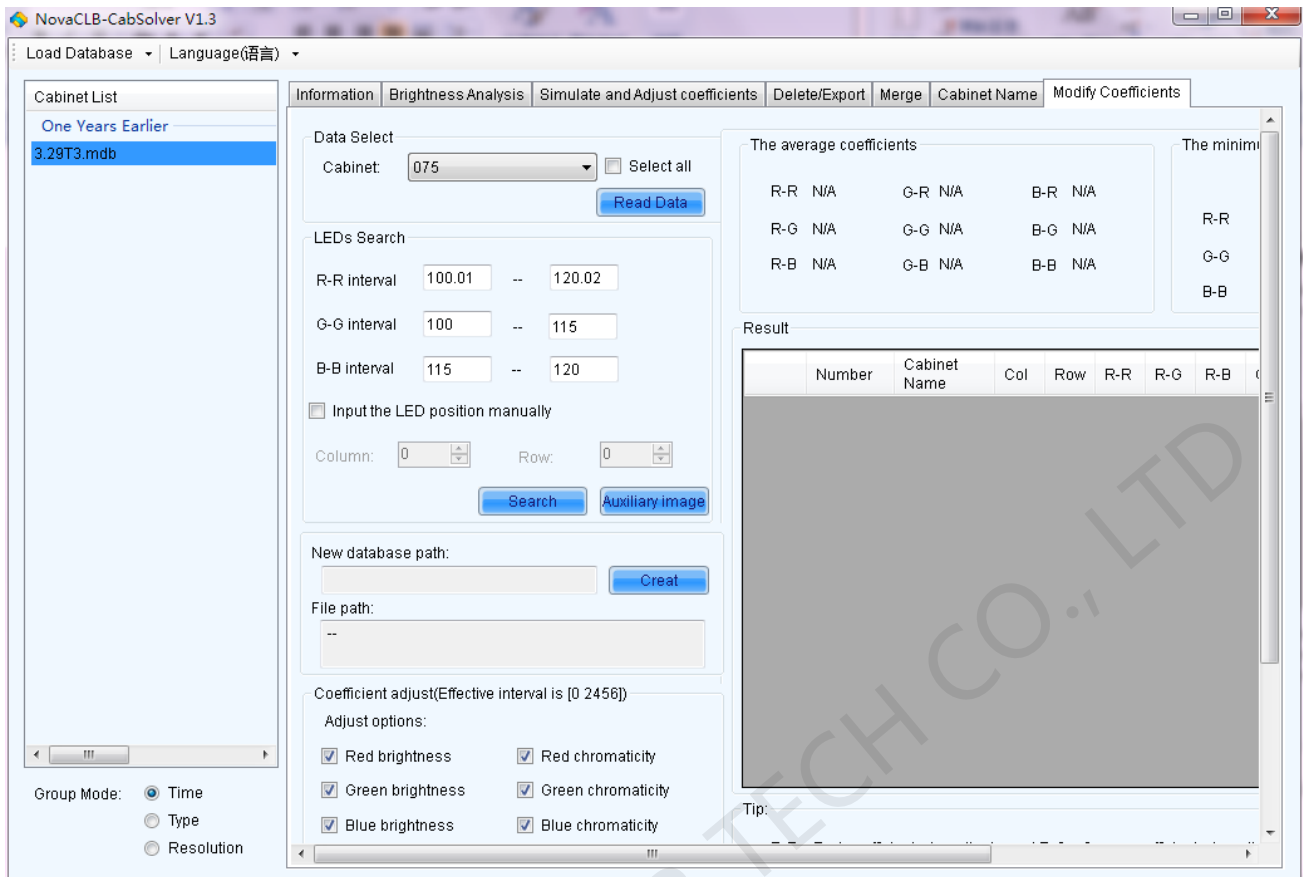 NovaCLB-CabSolver V1.3
Load Database Language(语言)
Cabinet List
One Years Earlier
3.29T3.mdb
Group Mode: Time
Type
Resolution
Information Brightness Analysis Simulate and Adjust coefficients Delete/Export Merge Cabinet Name Modify Coefficients
Data Select
Cabinet: 075 Select all
Read Data
LEDs Search
R-R interval 100.01 -- 120.02
G-G interval 100 -- 115
B-B interval 115 -- 120
Input the LED position manually
Column: 0 Row: 0
Search Auxiliary image
New database path:
Creat
File path:
--
Coefficient adjust(Effective interval is [0 2456])
Adjust options:
Red brightness Red chromaticity
Green brightness Green chromaticity
Blue brightness Blue chromaticity
The average coefficients
R-R N/A G-R N/A B-R N/A
R-G N/A G-G N/A B-G N/A
R-B N/A G-B N/A B-B N/A
The minim
R-R
G-G
B-B
Result
Number Cabinet Name Col Row R-R R-G R-B
Tip:
TECH CO., LTD